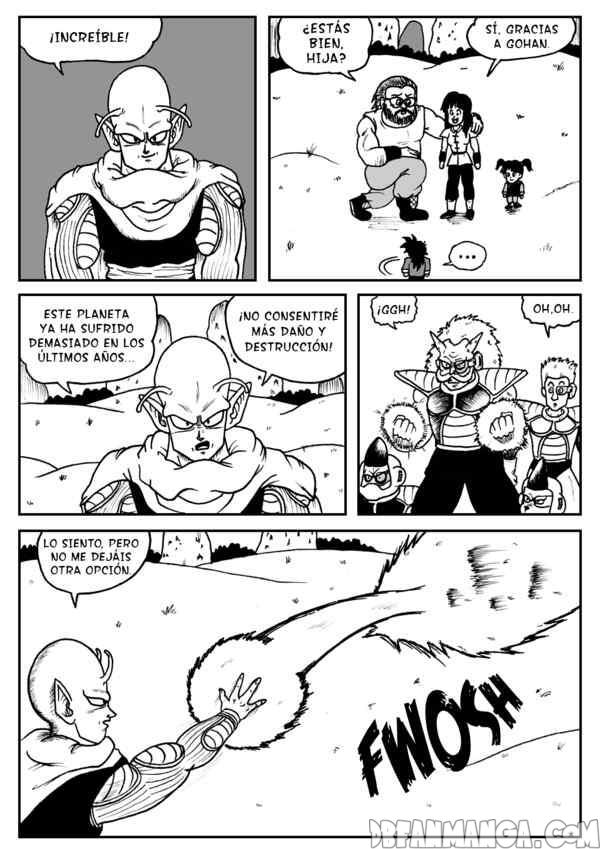 ¡INCREÍBLE!
¿ESTÁS
BIEN,
HIJA?
SÍ, GRACIAS
A GOHAN.
...
ESTE PLANETA
YA HA SUFRIDO
DEMASIADO EN LOS
ÚLTIMOS AÑOS...
¡NO CONSENTIRÉ
MÁS DAÑO Y
DESTRUCCIÓN!
¡GGH!
OH,OH.
LO SIENTO, PERO
NO ME DEJÁIS
OTRA OPCIÓN.
FWOSH
DBFANMANGA.COM